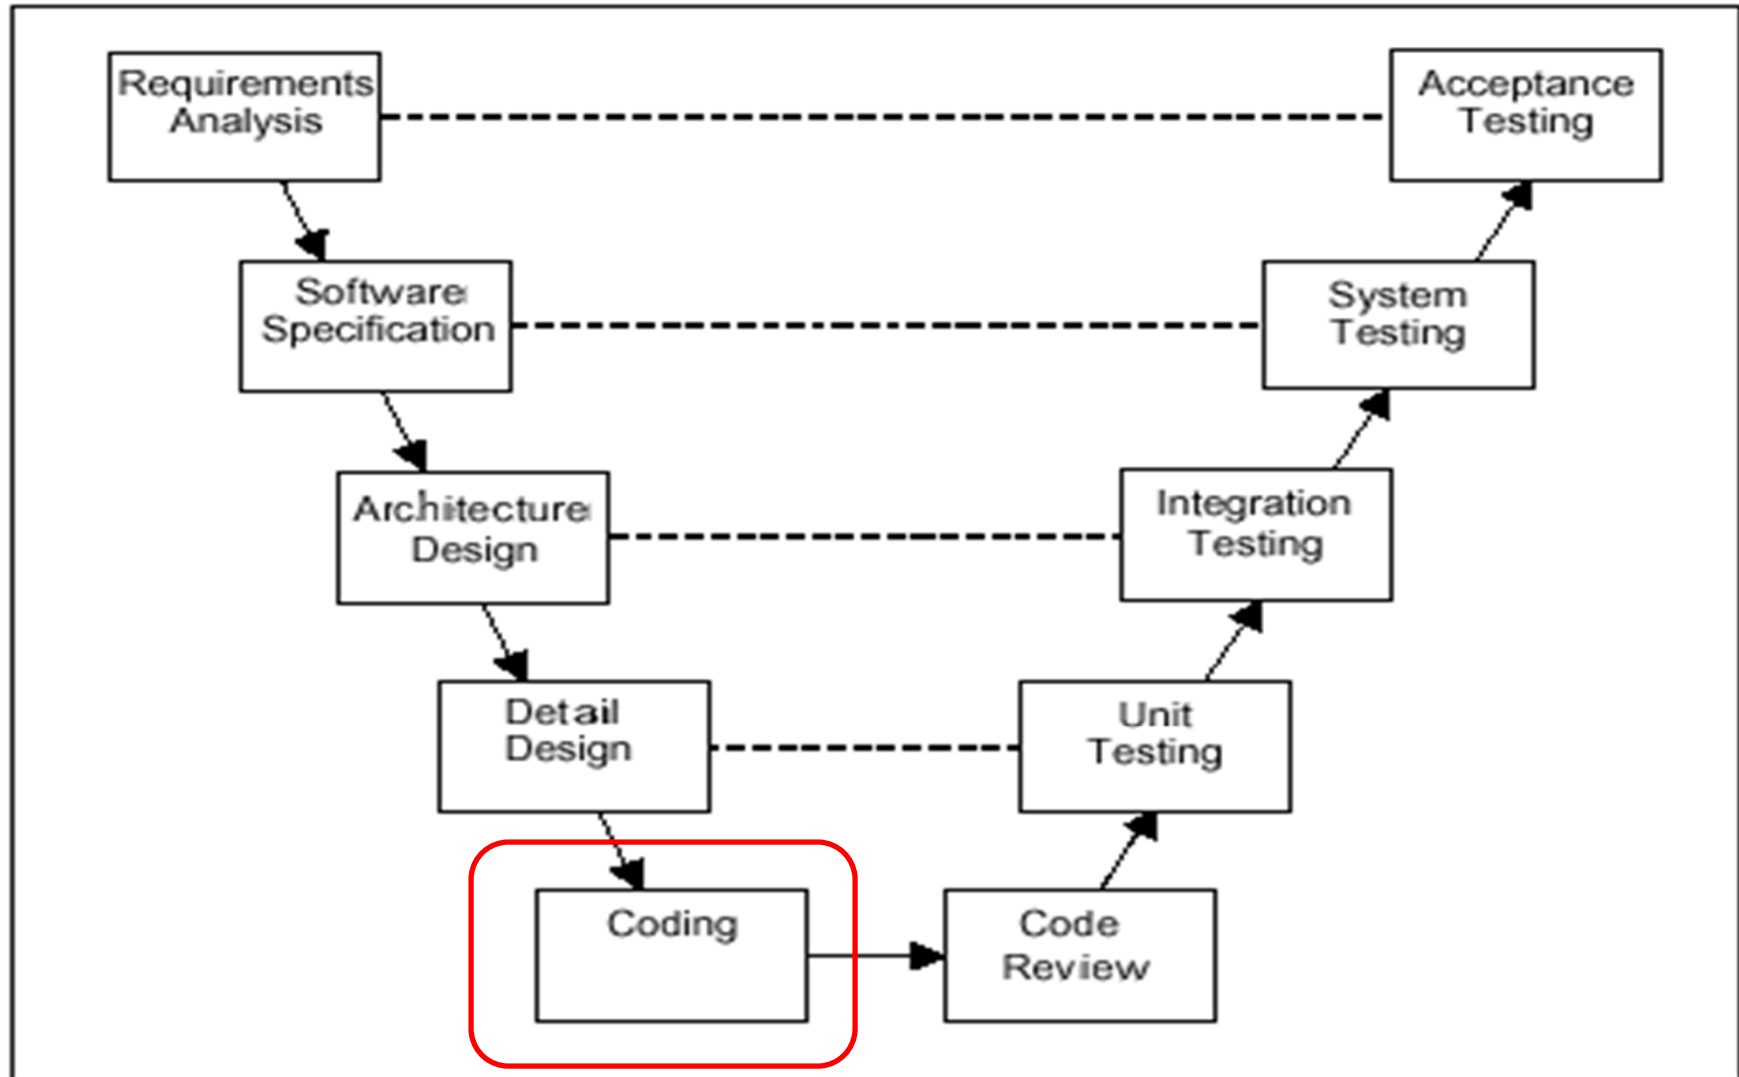 Requirements
Analysis
Acceptance
Testing
Software
Specification
System
Testing
Architecture
Design
Integration
Testing
Detail
Design
Unit
Testing
Coding
Code
Review